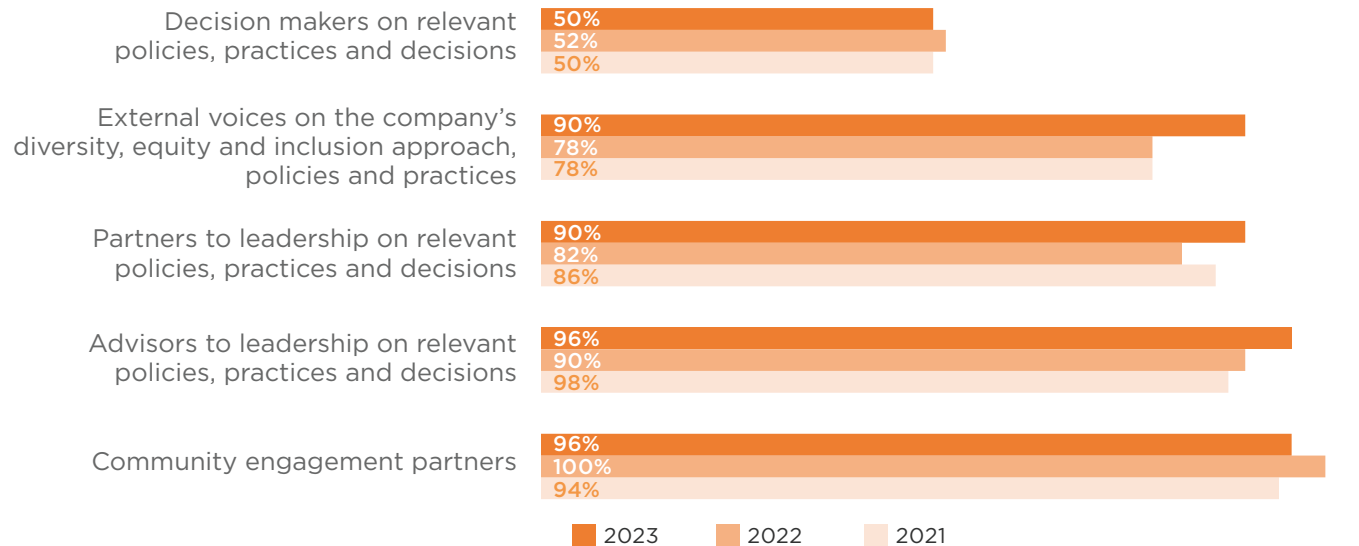 Decision makers on relevant
policies, practices and decisions
50%
52%
50%
External voices on the company’s
diversity, equity and inclusion approach,
policies and practices
90%
78%
78%
Partners to leadership on relevant
policies, practices and decisions
90%
82%
86%
Advisors to leadership on relevant
policies, practices and decisions
96%
90%
98%
Community engagement partners
96%
100%
94%
2023 2022 2021